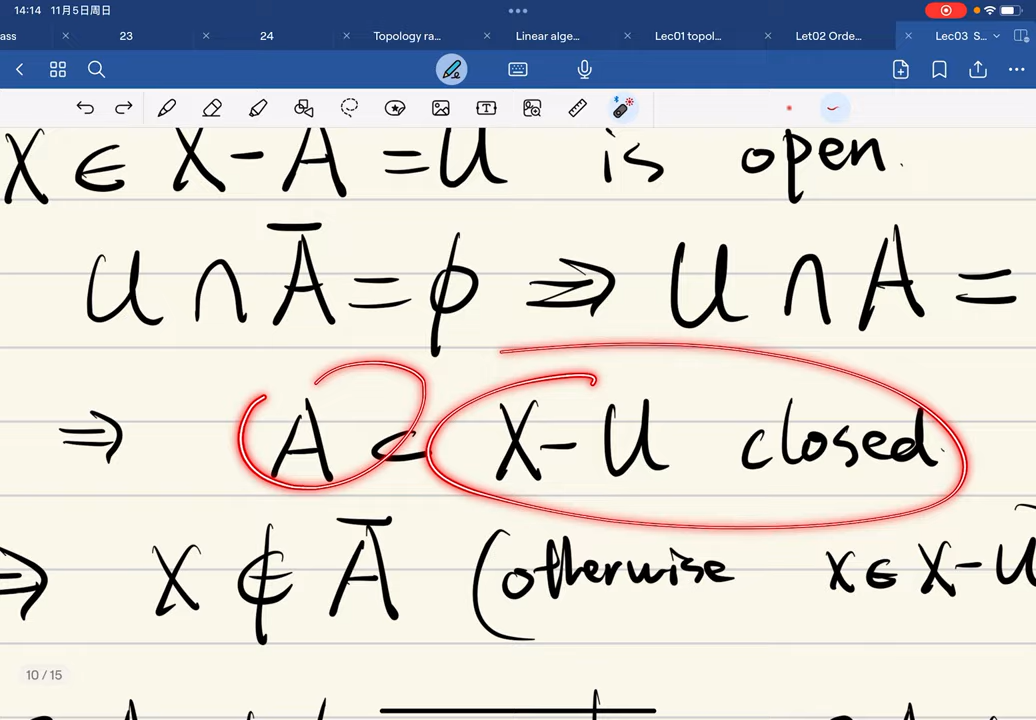 14:14 11月5日周日
ass 23 24 Topology ra... Linear alge... Lec01 topol... Let02 Orde... Lec03 S...
X ∈ X - A = U is open.
U ∩ Ā = φ ⇒ U ∩ A =
⇒ A ⊂ X - U closed.
⇒ X ∉ Ā (otherwise x ∈ X - U
10 / 15